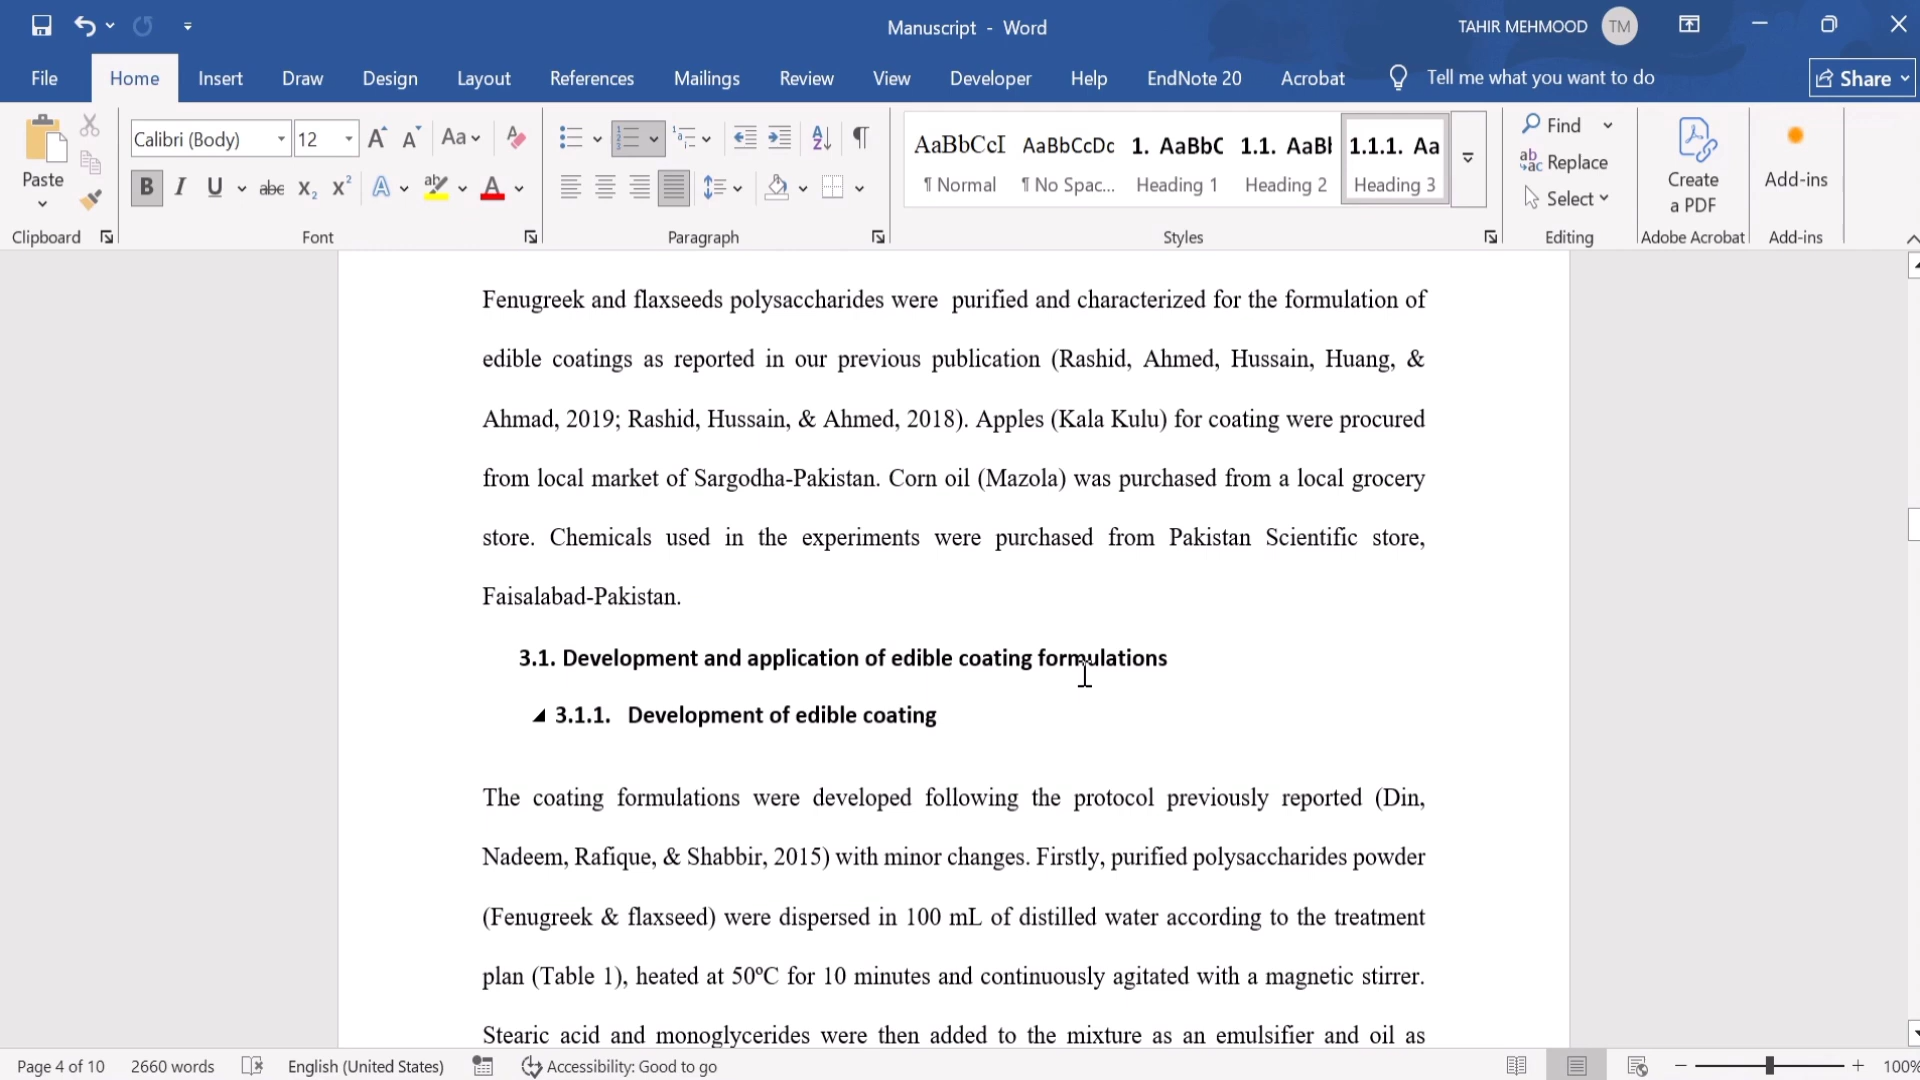 Manuscript - Word
TAHIR MEHMOOD TM
File Home Insert Draw Design Layout References Mailings Review View Developer Help EndNote 20 Acrobat Tell me what you want to do Share
Paste
Clipboard
Calibri (Body) 12 Aa
B I U abc X₂ X² A ab A
Font
Paragraph
AaBbCcI AaBbCcDc 1. AaBbC 1.1. AaBl 1.1.1. Aa
¶ Normal ¶ No Spac... Heading 1 Heading 2 Heading 3
Styles
Find
Replace
Select
Editing
Create
a PDF
Adobe Acrobat
Add-ins
Add-ins
Fenugreek and flaxseeds polysaccharides were purified and characterized for the formulation of
edible coatings as reported in our previous publication (Rashid, Ahmed, Hussain, Huang, &
Ahmad, 2019; Rashid, Hussain, & Ahmed, 2018). Apples (Kala Kulu) for coating were procured
from local market of Sargodha-Pakistan. Corn oil (Mazola) was purchased from a local grocery
store. Chemicals used in the experiments were purchased from Pakistan Scientific store,
Faisalabad-Pakistan.
3.1. Development and application of edible coating formulations
3.1.1. Development of edible coating
The coating formulations were developed following the protocol previously reported (Din,
Nadeem, Rafique, & Shabbir, 2015) with minor changes. Firstly, purified polysaccharides powder
(Fenugreek & flaxseed) were dispersed in 100 mL of distilled water according to the treatment
plan (Table 1), heated at 50ºC for 10 minutes and continuously agitated with a magnetic stirrer.
Stearic acid and monoglycerides were then added to the mixture as an emulsifier and oil as
Page 4 of 10 2660 words English (United States) Accessibility: Good to go 100%